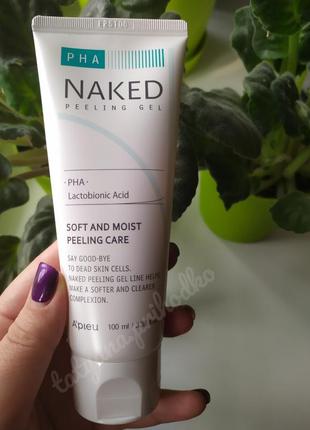 PHA
NAKED
PEELING GEL
· PHA ·
Lactobionic Acid
SOFT AND MOIST
PEELING CARE
SAY GOOD-BYE
TO DEAD SKIN CELLS.
NAKED PEELING GEL LINE HELPS
MAKE A SOFTER AND CLEARER
COMPLEXION.
A'PIEU
100 ml